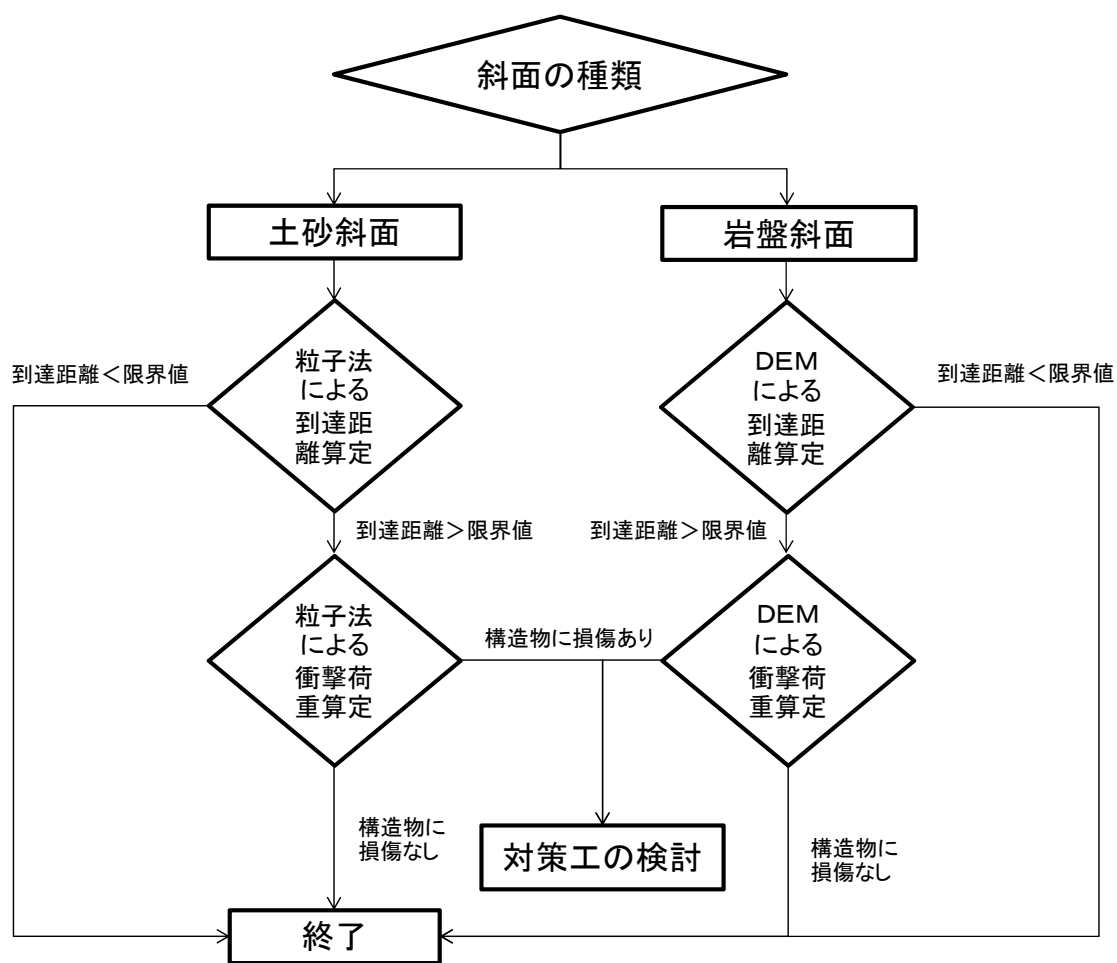 斜面の種類
土砂斜面
岩盤斜面
到達距離＜限界値
粒子法
による
到達距
離算定
ＤＥＭ
による
到達距
離算定
到達距離＜限界値
到達距離＞限界値
到達距離＞限界値
粒子法
による
衝撃荷
重算定
構造物に損傷あり
ＤＥＭ
による
衝撃荷
重算定
構造物に
損傷なし
対策工の検討
構造物に
損傷なし
終了